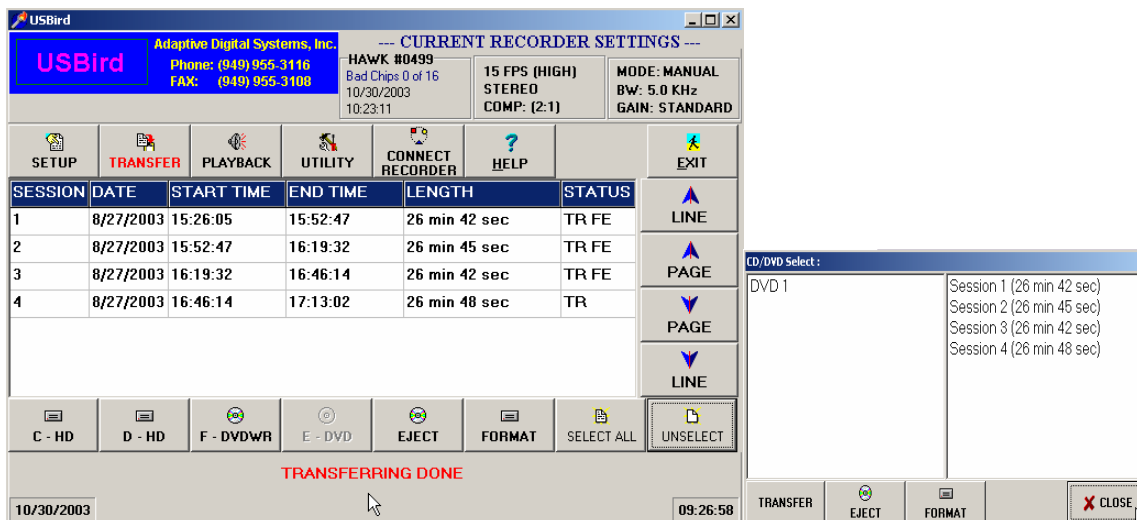 USBird
USBird
Adaptive Digital Systems, Inc.
Phone: (949) 955-3116
FAX: (949) 955-3108
--- CURRENT RECORDER SETTINGS ---
HAWK #0499
Bad Chips 0 of 16
10/30/2003
10:23:11
15 FPS (HIGH)
STEREO
COMP: (2:1)
MODE: MANUAL
BW: 5.0 KHz
GAIN: STANDARD
SETUP TRANSFER PLAYBACK UTILITY CONNECT RECORDER HELP EXIT
SESSION DATE START TIME END TIME LENGTH STATUS
1 8/27/2003 15:26:05 15:52:47 26 min 42 sec TR FE
2 8/27/2003 15:52:47 16:19:32 26 min 45 sec TR FE
3 8/27/2003 16:19:32 16:46:14 26 min 42 sec TR FE
4 8/27/2003 16:46:14 17:13:02 26 min 48 sec TR
LINE
PAGE
PAGE
LINE
C - HD D - HD F - DVDWR E - DVD EJECT FORMAT SELECT ALL UNSELECT
TRANSFERRING DONE
10/30/2003 09:26:58
CD/DVD Select :
DVD 1
Session 1 (26 min 42 sec)
Session 2 (26 min 45 sec)
Session 3 (26 min 42 sec)
Session 4 (26 min 48 sec)
TRANSFER EJECT FORMAT CLOSE